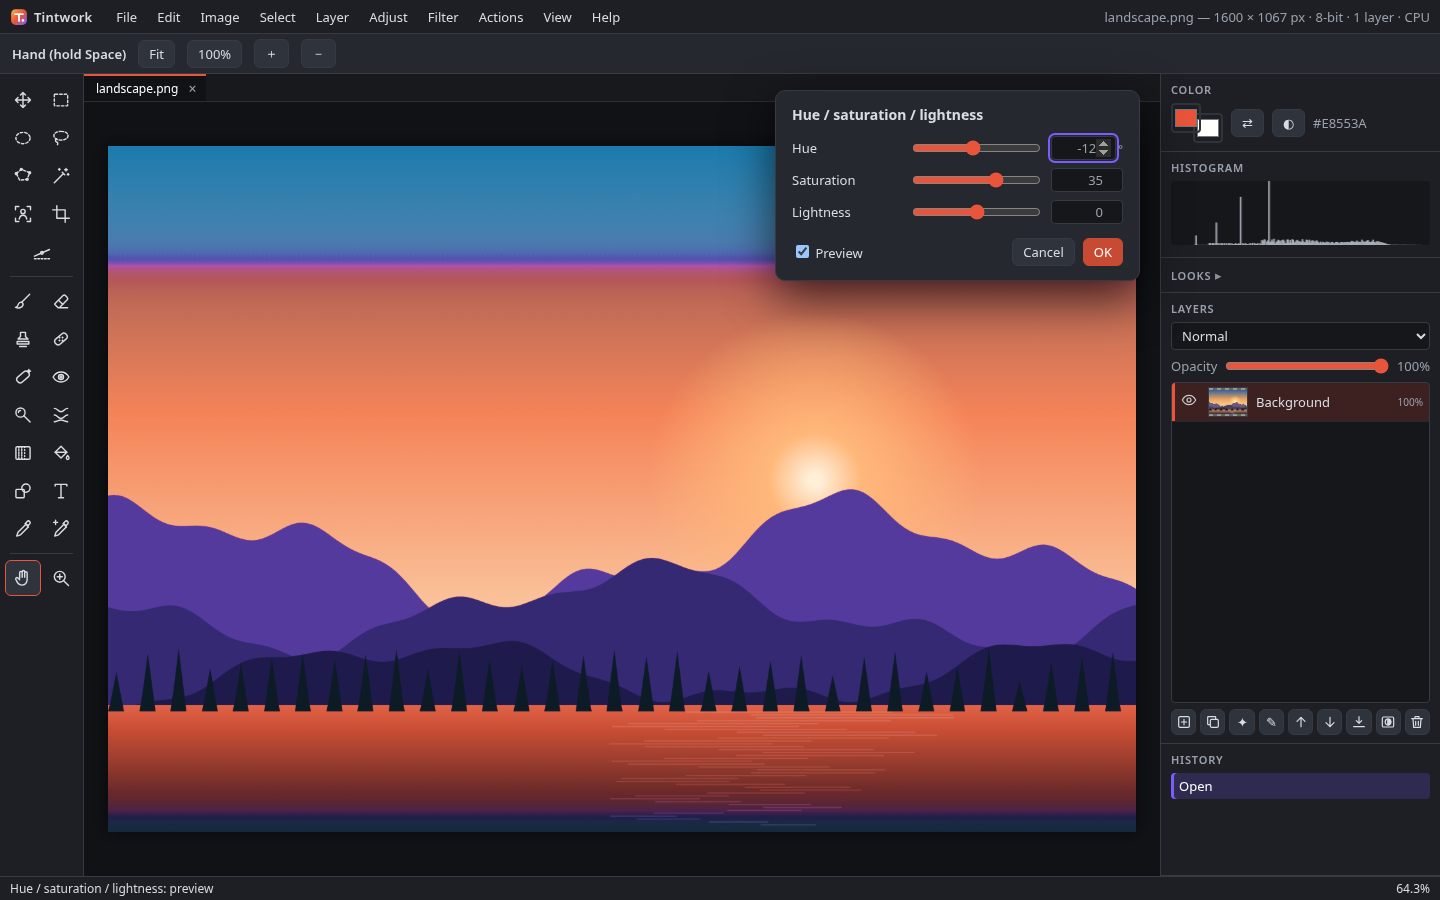 Tintwork File Edit Image Select Layer Adjust Filter Actions View Help landscape.png — 1600 × 1067 px · 8-bit · 1 layer · CPU
Hand (hold Space) Fit 100% + −
landscape.png ×
COLOR
#E8553A
HISTOGRAM
LOOKS ▸
LAYERS
Normal
Opacity 100%
Background 100%
HISTORY
Open
Hue / saturation / lightness
Hue -12 °
Saturation 35
Lightness 0
Preview Cancel OK
Hue / saturation / lightness: preview 64.3%